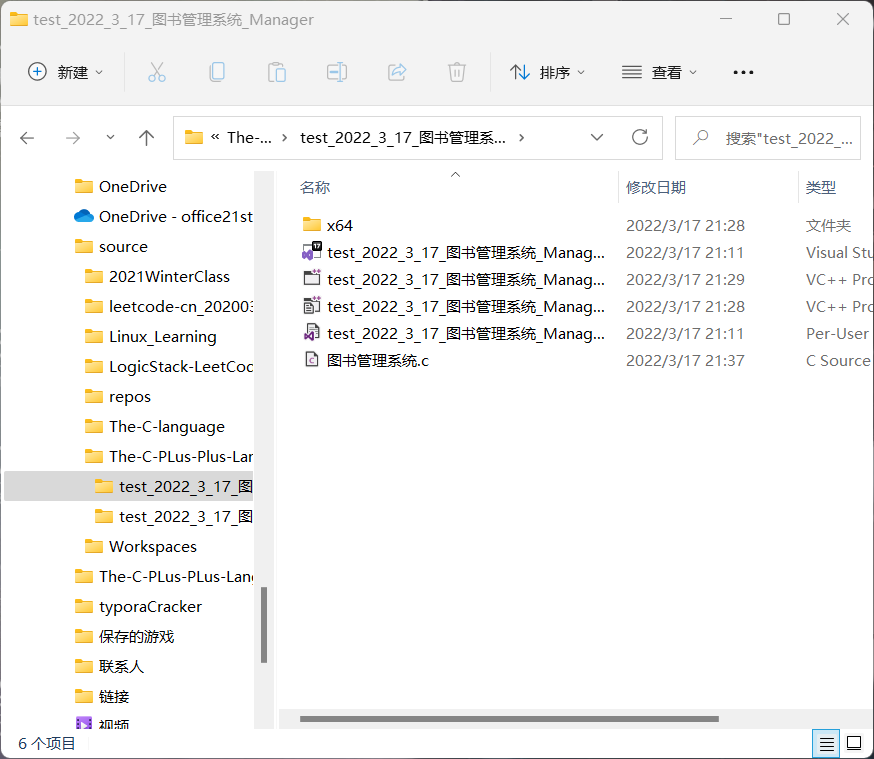 test_2022_3_17_图书管理系统_Manager
新建 排序 查看
« The-... › test_2022_3_17_图书管理系... › 搜索"test_2022_...
名称 修改日期 类型
OneDrive
OneDrive - office21st
source
2021WinterClass
leetcode-cn_202003
Linux_Learning
LogicStack-LeetCoc
repos
The-C-language
The-C-PLus-Plus-Lar
test_2022_3_17_图
test_2022_3_17_图
Workspaces
The-C-PLus-PLus-Lang
typoraCracker
保存的游戏
联系人
链接
视频
x64 2022/3/17 21:28 文件夹
17
test_2022_3_17_图书管理系统_Manag... 2022/3/17 21:11 Visual Stu
test_2022_3_17_图书管理系统_Manag... 2022/3/17 21:29 VC++ Pro
test_2022_3_17_图书管理系统_Manag... 2022/3/17 21:28 VC++ Pro
test_2022_3_17_图书管理系统_Manag... 2022/3/17 21:11 Per-User
图书管理系统.c 2022/3/17 21:37 C Source
6 个项目